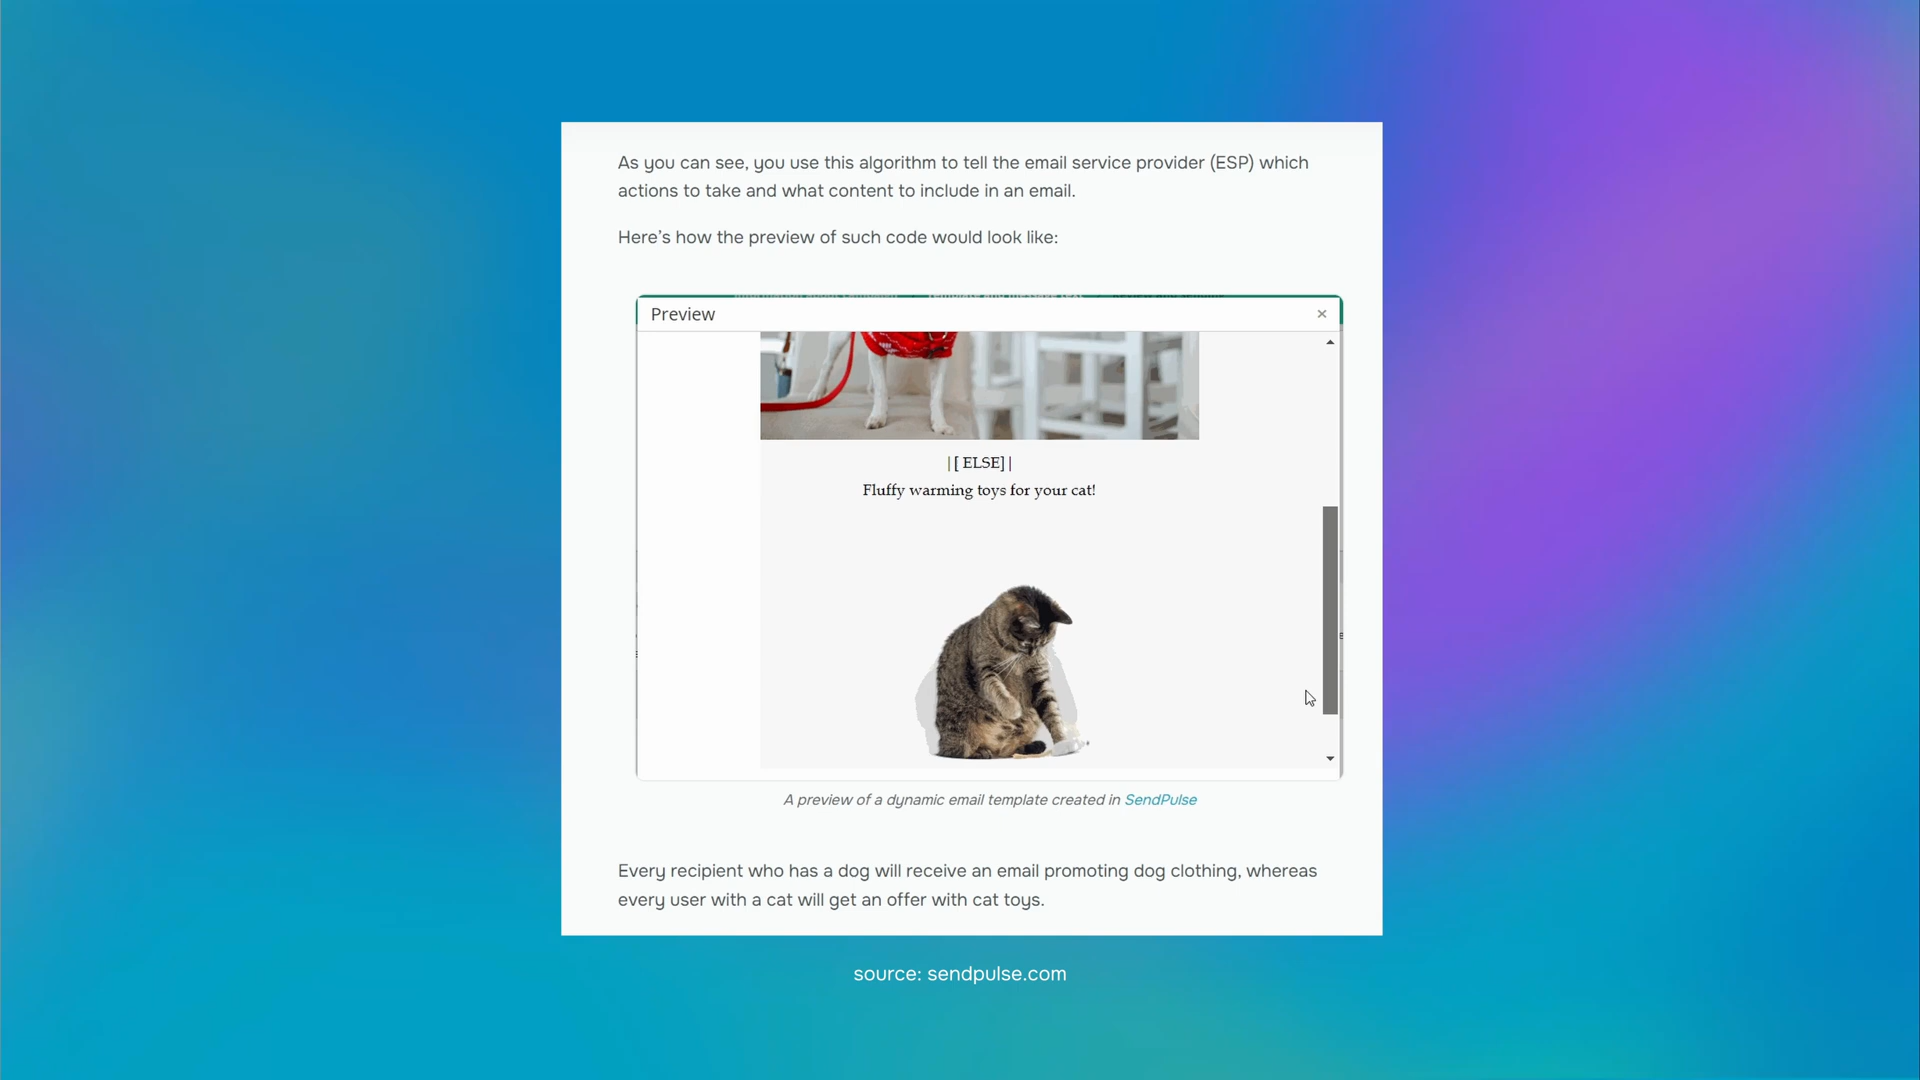 As you can see, you use this algorithm to tell the email service provider (ESP) which
actions to take and what content to include in an email.
Here’s how the preview of such code would look like:
Preview
|[ ELSE]|
Fluffy warming toys for your cat!
A preview of a dynamic email template created in SendPulse
Every recipient who has a dog will receive an email promoting dog clothing, whereas
every user with a cat will get an offer with cat toys.
source: sendpulse.com